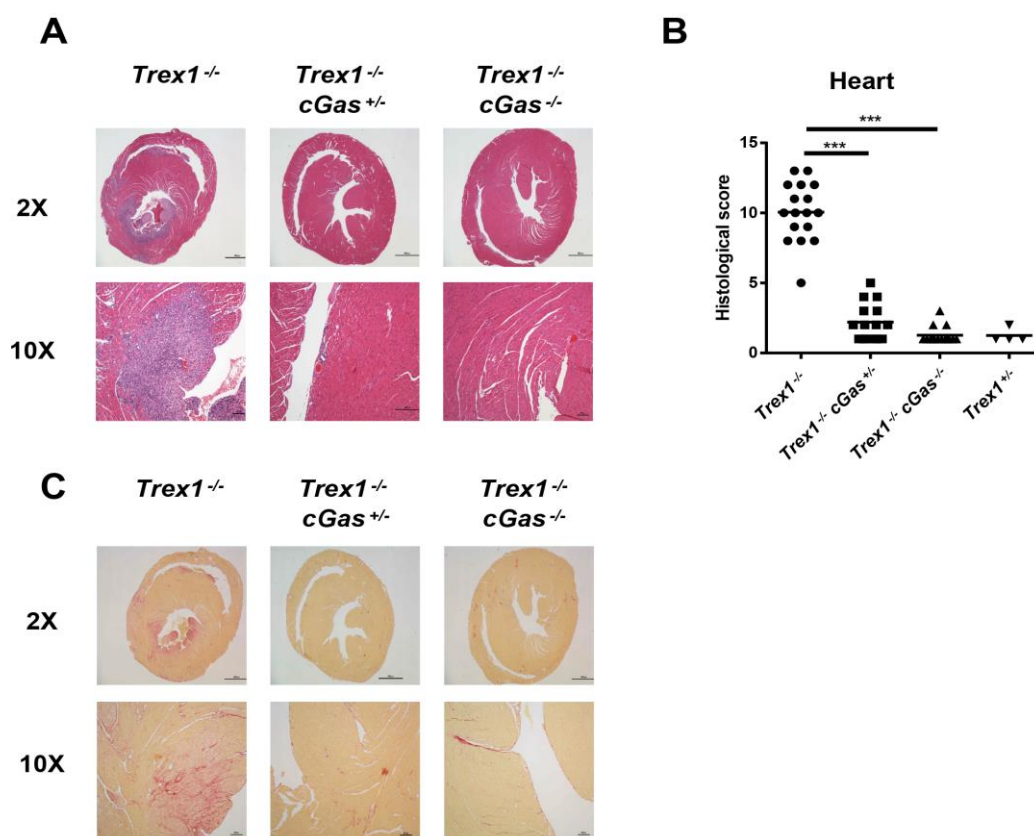 A
Trex1 -/-
Trex1 -/-
cGas +/-
Trex1 -/-
cGas -/-
2X
10X
B
Heart
***
***
Histological score
15
10
5
0
Trex1-/-
Trex1-/- cGas+/-
Trex1-/- cGas-/-
Trex1+/-
C
Trex1 -/-
Trex1 -/-
cGas +/-
Trex1 -/-
cGas -/-
2X
10X